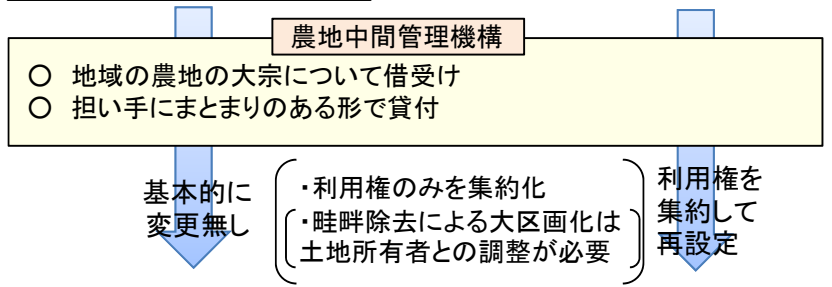 農地中間管理機構
○ 地域の農地の大宗について借受け
○ 担い手にまとまりのある形で貸付
基本的に
変更無し
・利用権のみを集約化
・畦畔除去による大区画化は
土地所有者との調整が必要
利用権を
集約して
再設定